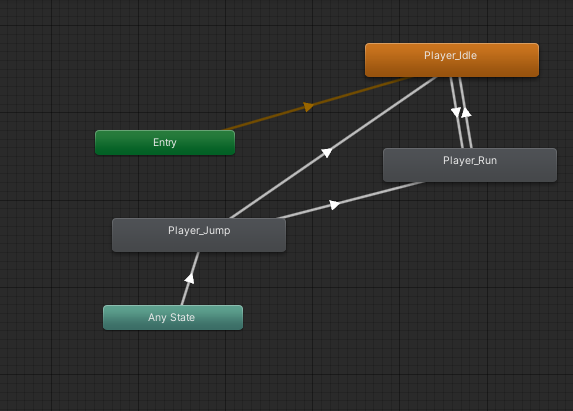 Player_Idle
Entry
Player_Run
Player_Jump
Any State